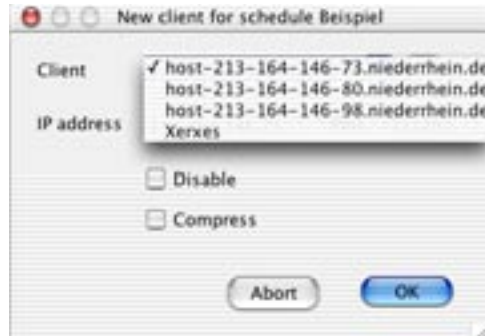 New client for schedule Beispiel
Client
✓ host-213-164-146-73.niederrhein.de
host-213-164-146-80.niederrhein.de
host-213-164-146-98.niederrhein.de
Xerxes
IP address
Disable
Compress
Abort
OK